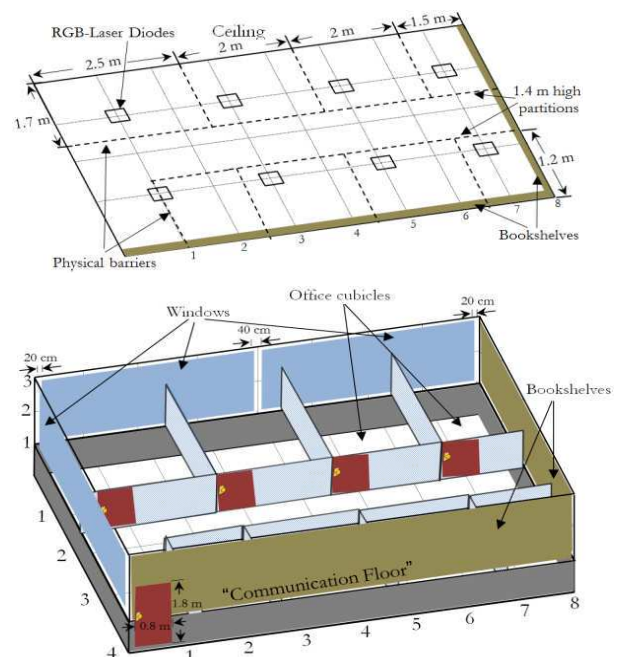 RGB-Laser Diodes
Ceiling
2.5 m
2 m
2 m
1.5 m
1.7 m
1.4 m high
partitions
1.2 m
1
2
3
4
5
6
7
8
Physical barriers
Bookshelves
Windows
Office cubicles
20 cm
40 cm
20 cm
3
2
1
Bookshelves
1
2
3
4
"Communication Floor"
1.8 m
0.8 m
1
2
3
4
5
6
7
8